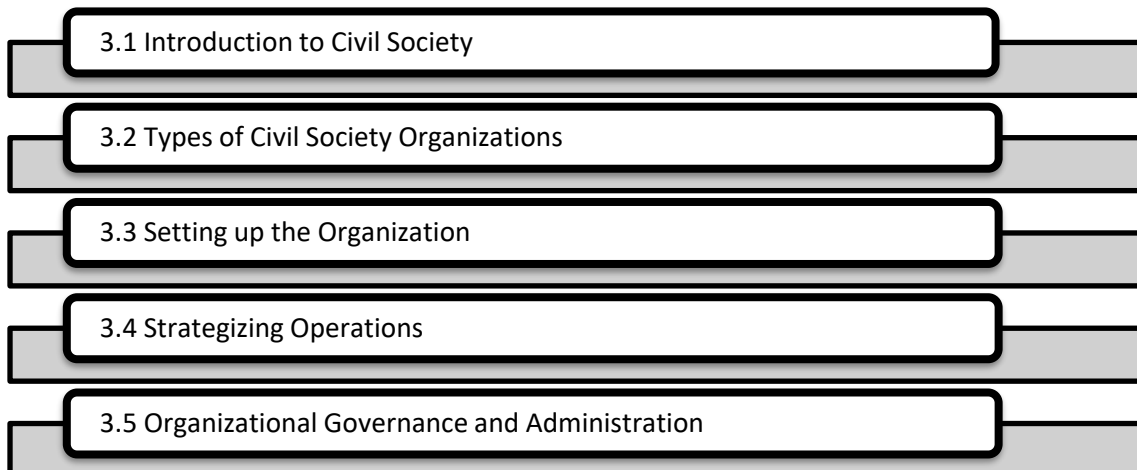 3.1 Introduction to Civil Society
3.2 Types of Civil Society Organizations
3.3 Setting up the Organization
3.4 Strategizing Operations
3.5 Organizational Governance and Administration